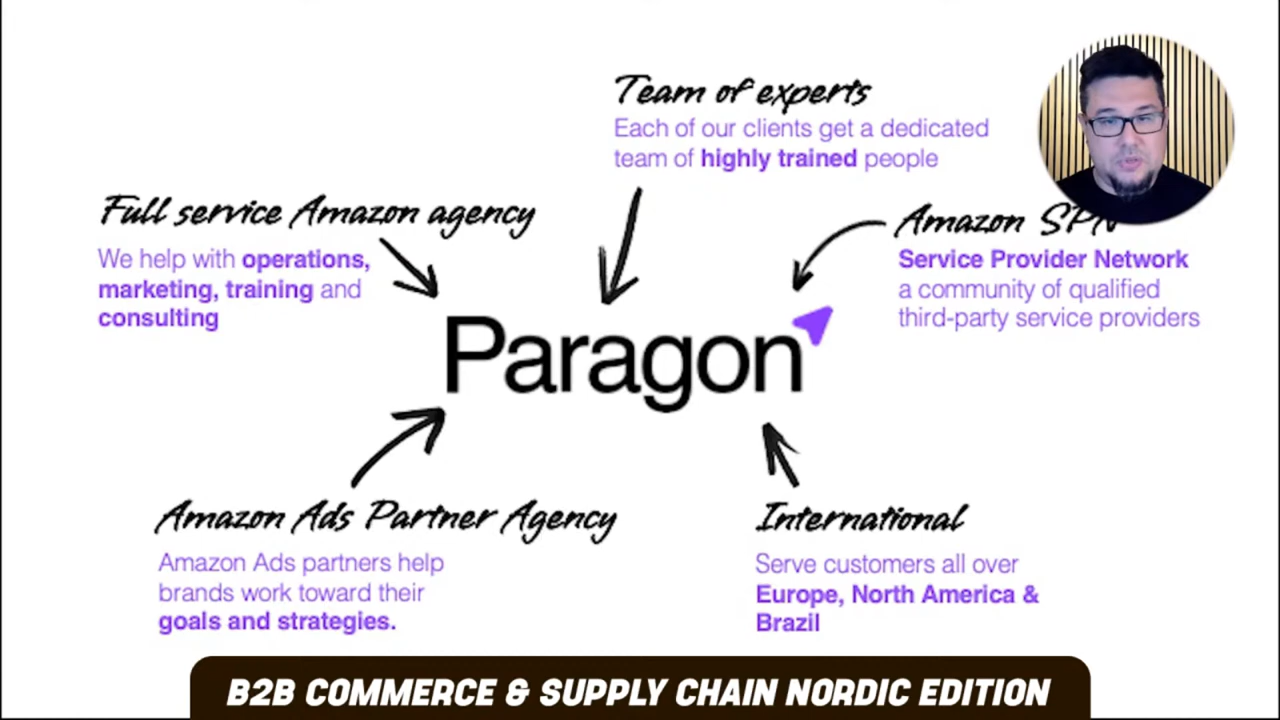 Team of experts
Each of our clients get a dedicated
team of highly trained people
Full service Amazon agency
We help with operations,
marketing, training and
consulting
Amazon SPN
Service Provider Network
a community of qualified
third-party service providers
Paragon
Amazon Ads Partner Agency
Amazon Ads partners help
brands work toward their
goals and strategies.
International
Serve customers all over
Europe, North America &
Brazil
B2B COMMERCE & SUPPLY CHAIN NORDIC EDITION